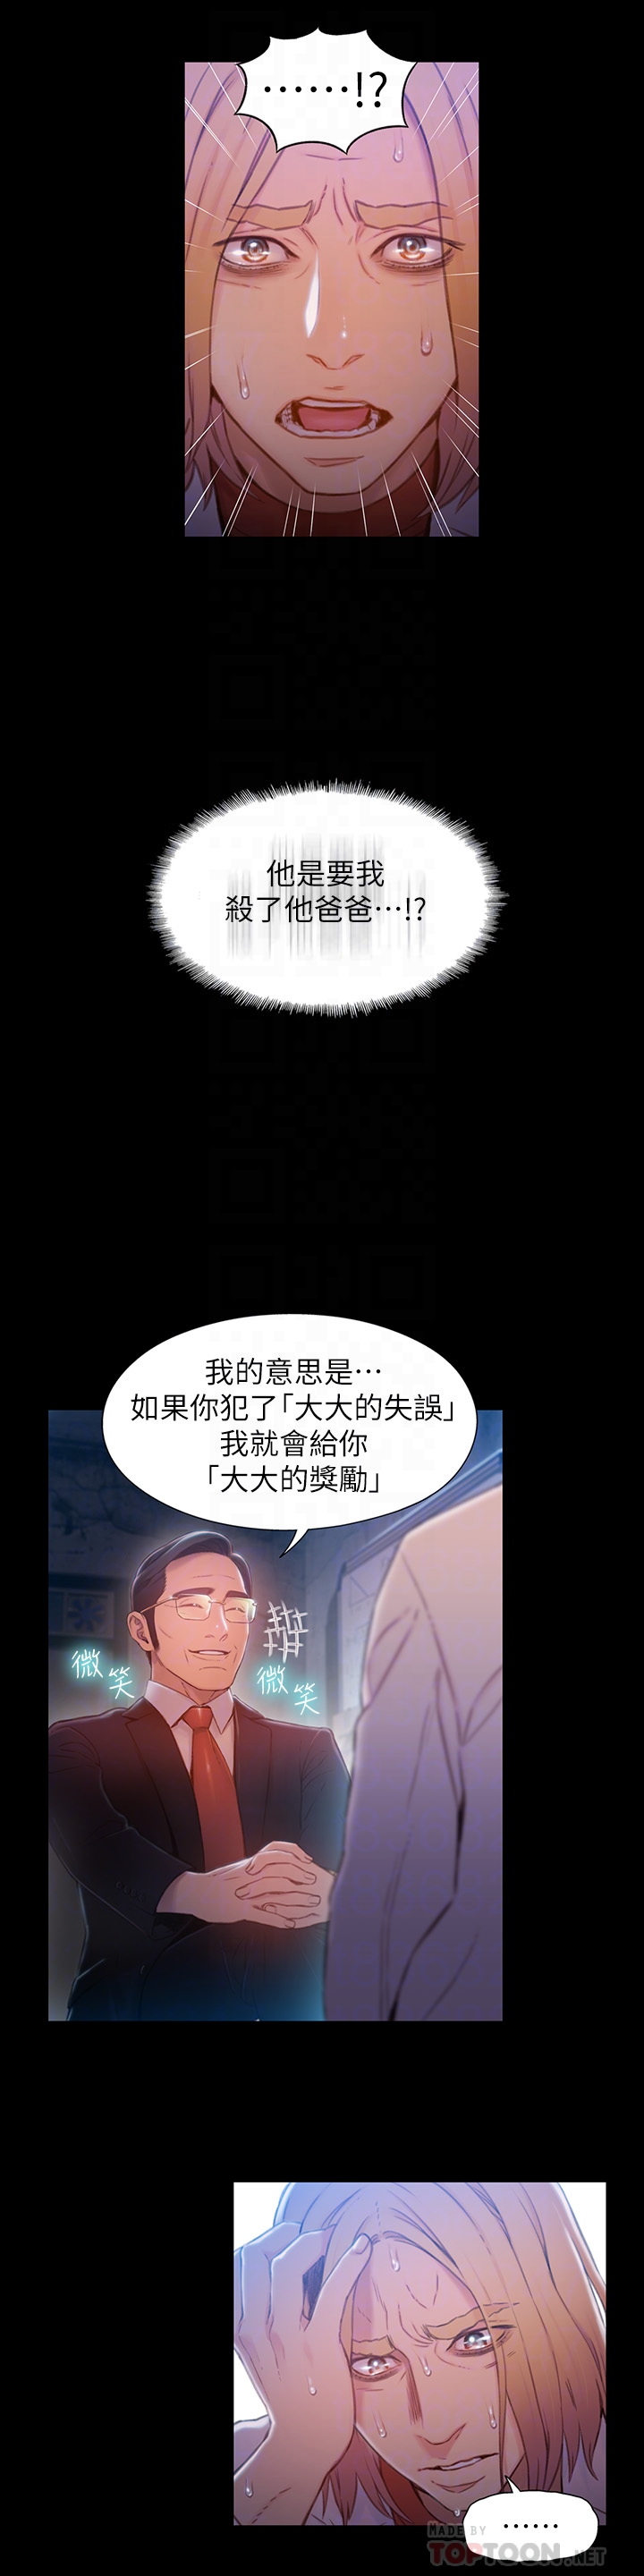 ……!?
他是要我
殺了他爸爸…!?
我的意思是…
如果你犯了「大大的失誤」
我就會給你
「大大的獎勵」
微笑
微笑
……
MADE BY
TOPTOON.NET